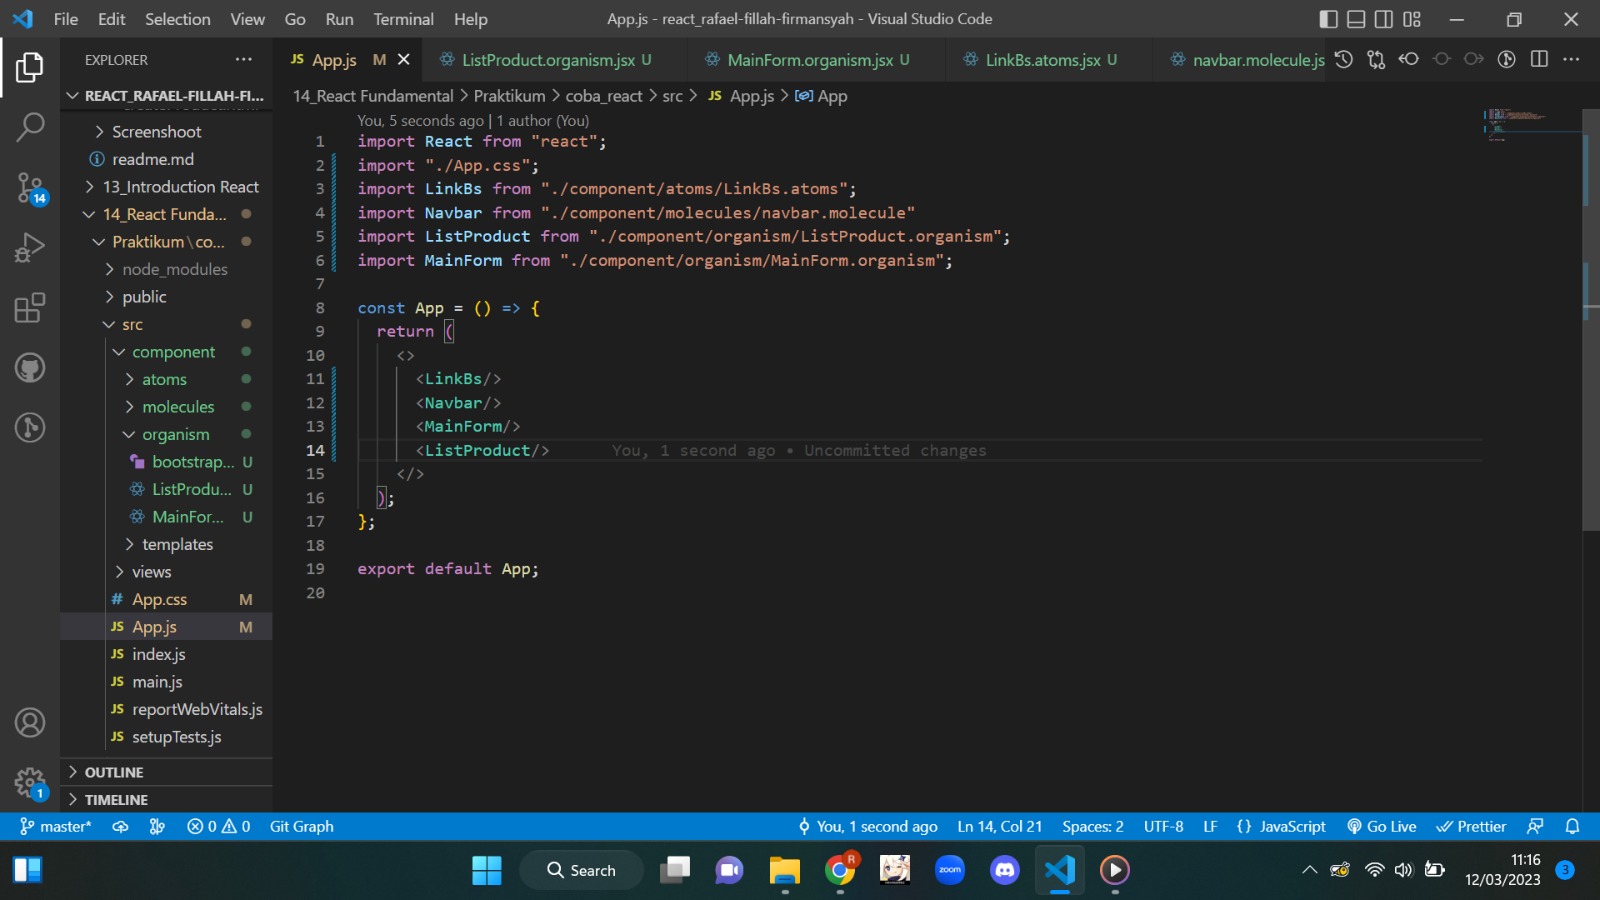 File Edit Selection View Go Run Terminal Help
App.js - react_rafael-fillah-firmansyah - Visual Studio Code
EXPLORER
JS App.js M
ListProduct.organism.jsx U
MainForm.organism.jsx U
LinkBs.atoms.jsx U
navbar.molecule.js
REACT_RAFAEL-FILLAH-FI...
Screenshoot
readme.md
13_Introduction React
14_React Funda...
Praktikum\co...
node_modules
public
src
component
atoms
molecules
organism
bootstrap... U
ListProdu... U
MainFor... U
templates
views
# App.css M
JS App.js M
JS index.js
JS main.js
JS reportWebVitals.js
JS setupTests.js
OUTLINE
TIMELINE
14
1
14_React Fundamental > Praktikum > coba_react > src > JS App.js > App
You, 5 seconds ago | 1 author (You)
1 import React from "react";
2 import "./App.css";
3 import LinkBs from "./component/atoms/LinkBs.atoms";
4 import Navbar from "./component/molecules/navbar.molecule"
5 import ListProduct from "./component/organism/ListProduct.organism";
6 import MainForm from "./component/organism/MainForm.organism";
7
8 const App = () => {
9 return (
10 <>
11 <LinkBs/>
12 <Navbar/>
13 <MainForm/>
14 <ListProduct/> You, 1 second ago • Uncommitted changes
15 </>
16 );
17 };
18
19 export default App;
20
master* 0 0 Git Graph You, 1 second ago Ln 14, Col 21 Spaces: 2 UTF-8 LF {} JavaScript Go Live Prettier
Search
R
zoom
11:16
12/03/2023
3